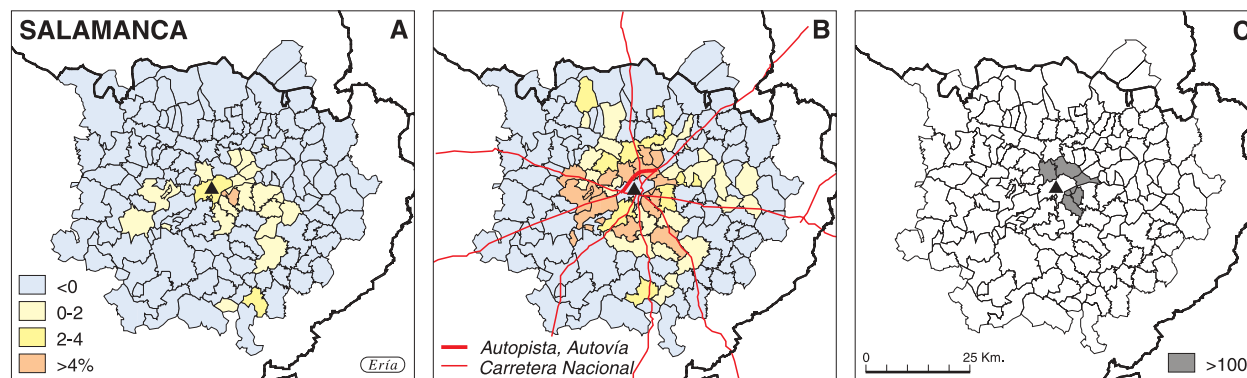 SALAMANCA
A
<0
0-2
2-4
>4%
Ería
B
Autopista, Autovía
Carretera Nacional
C
0
25 Km.
>100